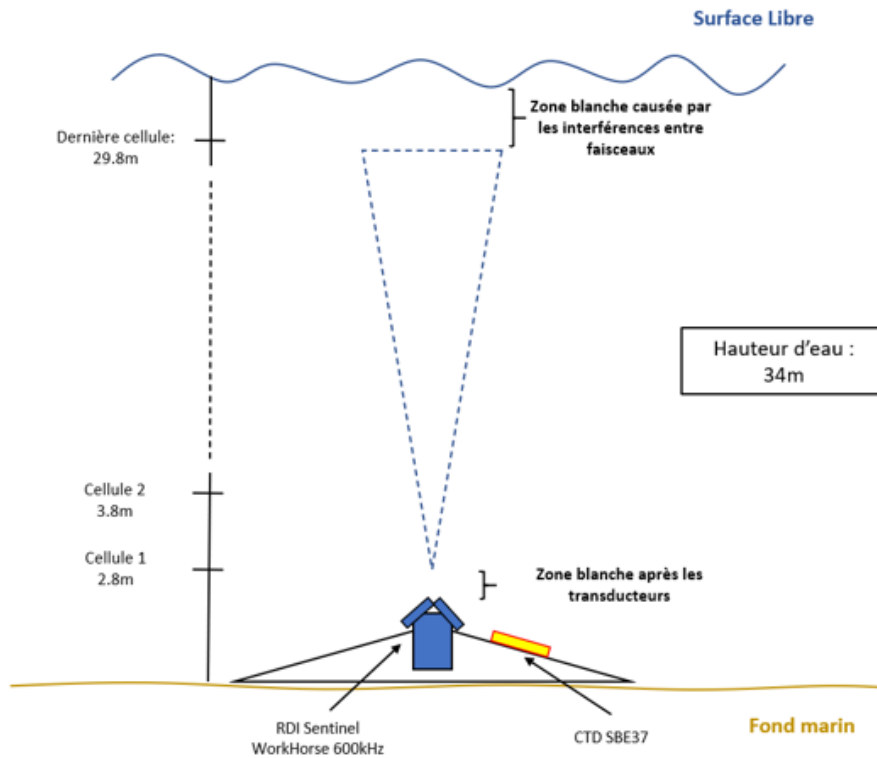 Surface Libre
Zone blanche causée par
les interférences entre
faisceaux
Dernière cellule:
29.8m
Hauteur d'eau :
34m
Cellule 2
3.8m
Cellule 1
2.8m
Zone blanche après les
transducteurs
RDI Sentinel
WorkHorse 600kHz
CTD SBE37
Fond marin